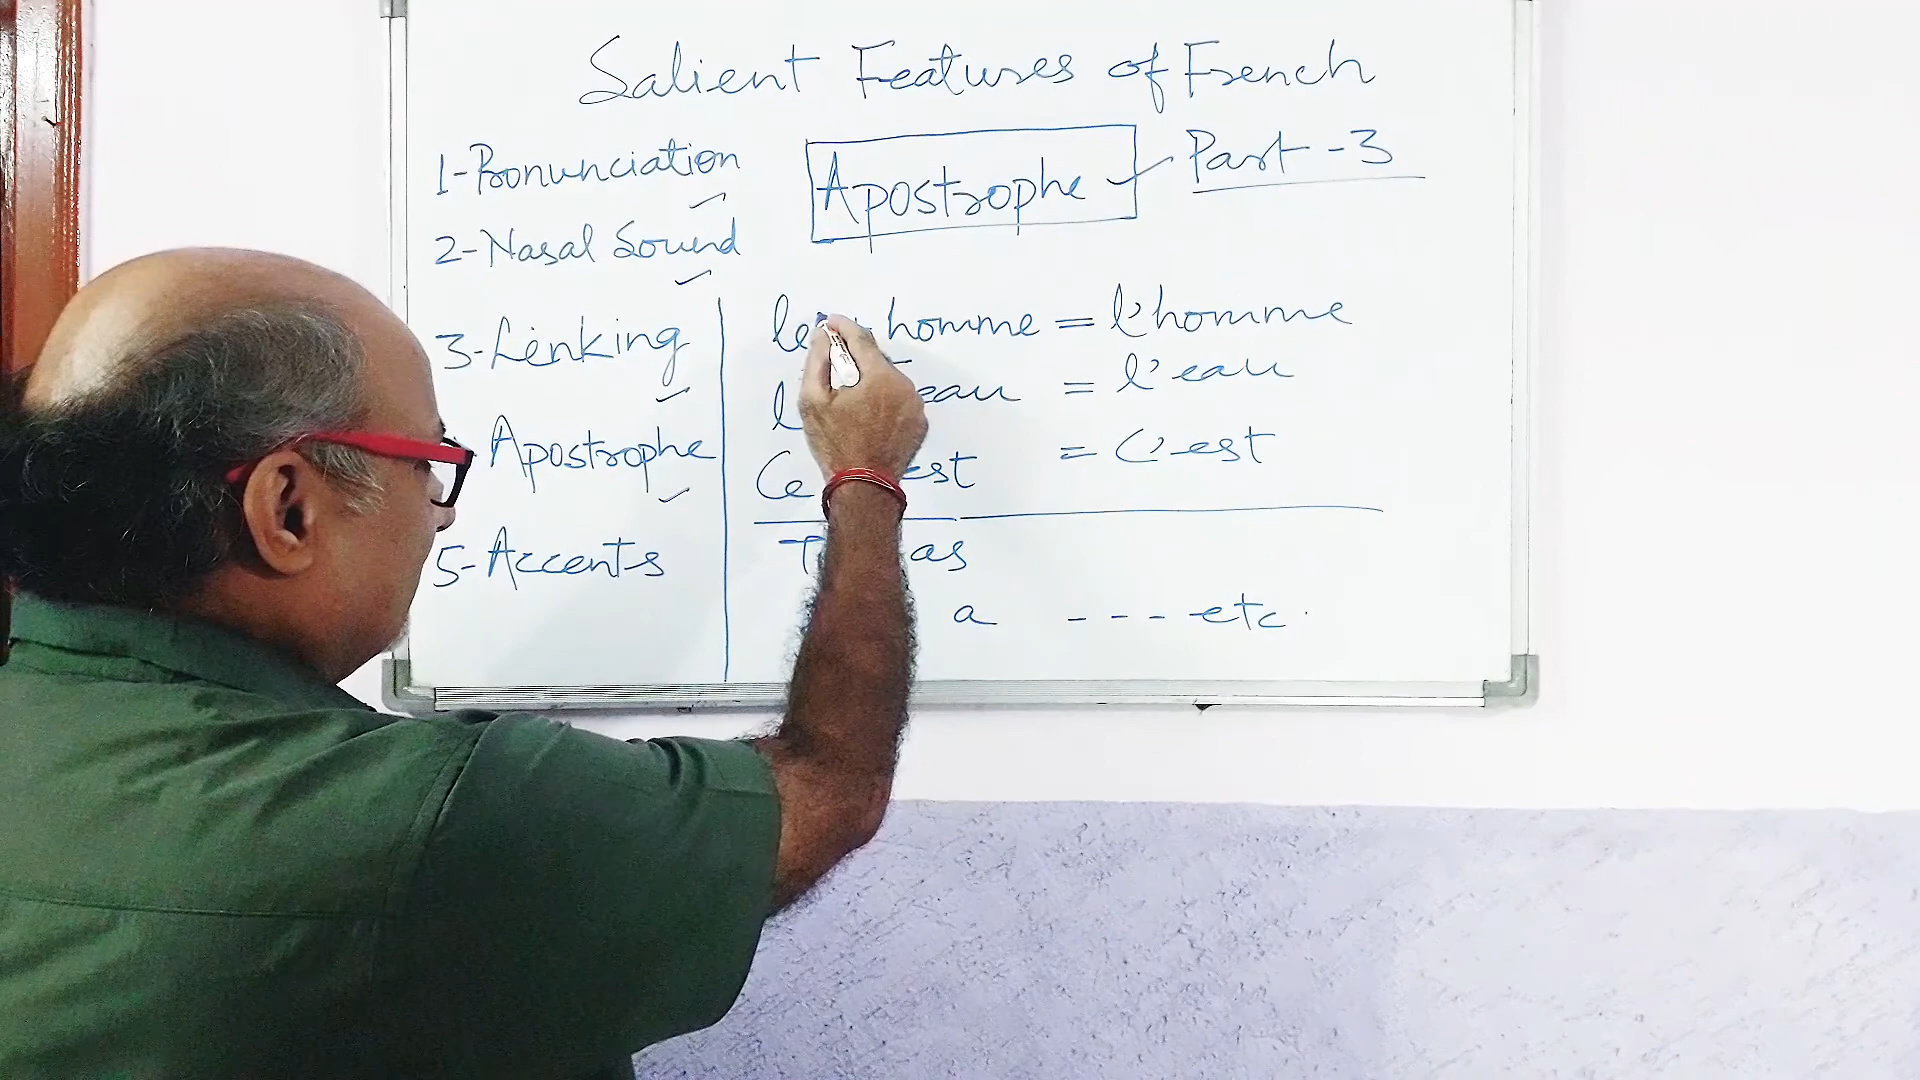 Salient Features of French
1-Pronunciation
Apostrophe
Part-3
2-Nasal Sound
3-Linking
Apostrophe
5-Accents
le homme = l'homme
eau = l'eau
Ce est = C'est
as
a --- etc.